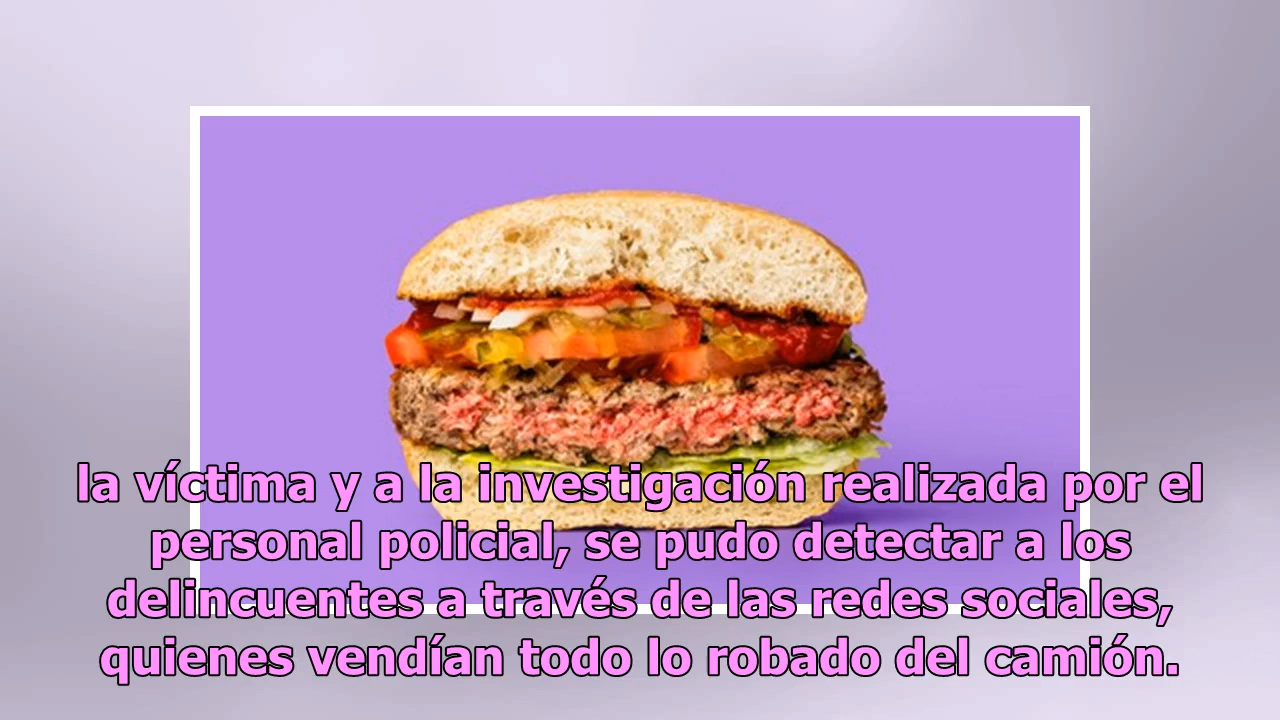 la víctima y a la investigación realizada por el
personal policial, se pudo detectar a los
delincuentes a través de las redes sociales,
quienes vendían todo lo robado del camión.